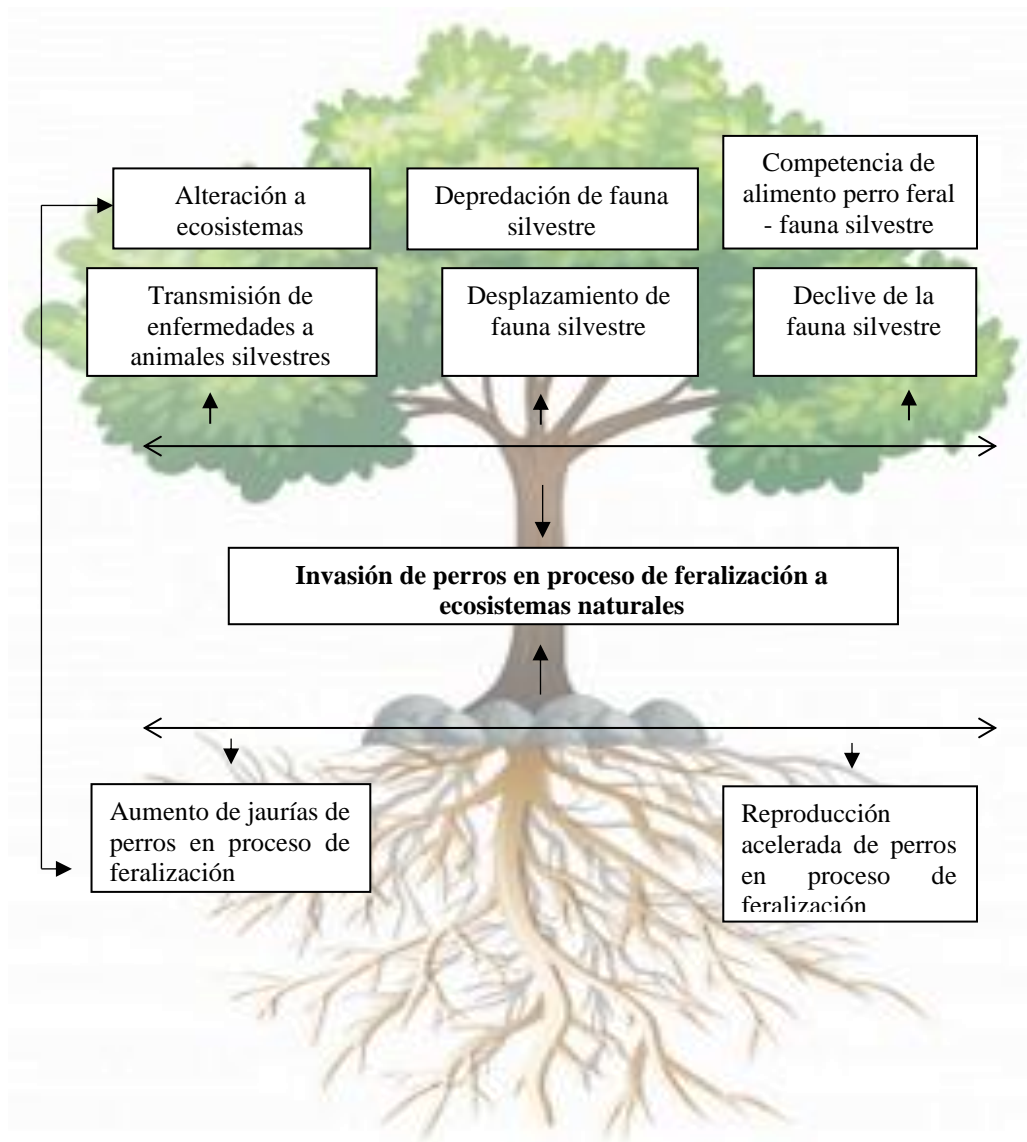 Alteración a
ecosistemas
Depredación de fauna
silvestre
Competencia de
alimento perro feral
- fauna silvestre
Transmisión de
enfermedades a
animales silvestres
Desplazamiento de
fauna silvestre
Declive de la
fauna silvestre
Invasión de perros en proceso de feralización a
ecosistemas naturales
Aumento de jaurías de
perros en proceso de
feralización
Reproducción
acelerada de perros
en proceso de
feralización